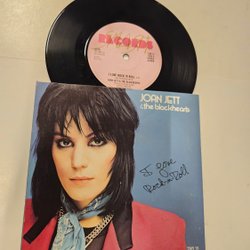 RECORDS
I LOVE ROCK 'N ROLL
JOAN JETT
& the blackhearts
I love
Rock n Roll